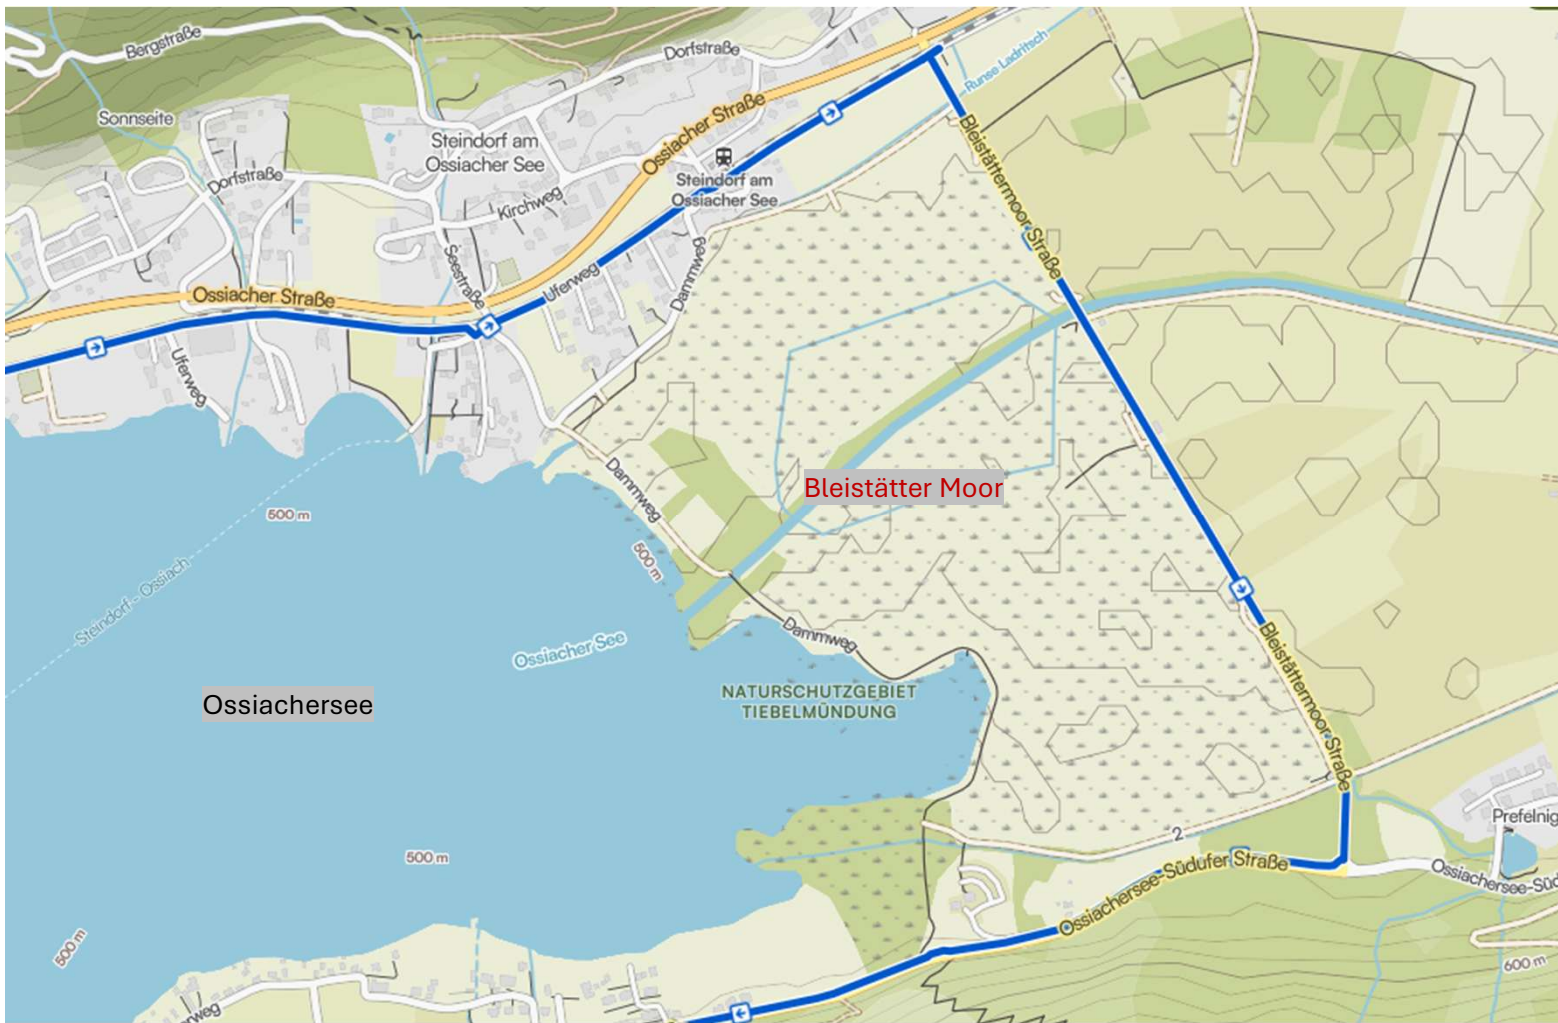 Bergstraße
Dorfstraße
Sonnseite
Steindorf am
Ossiacher See
Ossiacher Straße
Runse Ladritsch
Bleistättermoor Straße
Dorfstraße
Kirchweg
Steindorf am
Ossiacher See
Seestraße
Dammweg
Uferweg
Ossiacher Straße
Uferweg
Dammweg
Bleistätter Moor
500 m
500 m
Steindorf - Ossiach
Ossiacher See
Dammweg
Bleistättermoor Straße
NATURSCHUTZGEBIET
TIEBELMÜNDUNG
Ossiachersee
2
Prefelnig
500 m
Ossiachersee-Südufer Straße
Ossiachersee-Süd
500 m
600 m
rweg